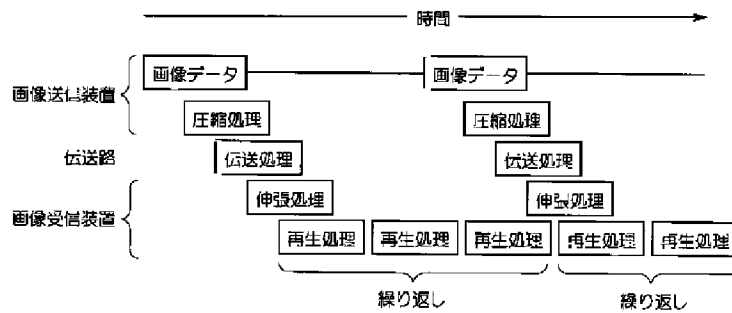 時間
画像データ 画像データ
画像送信装置
圧縮処理 圧縮処理
伝送路 伝送処理 伝送処理
伸張処理 伸張処理
画像受信装置
再生処理 再生処理 再生処理 再生処理 再生処理
繰り返し 繰り返し